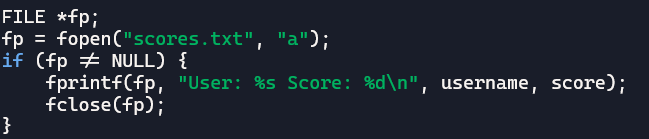 FILE *fp;
fp = fopen("scores.txt", "a");
if (fp != NULL) {
    fprintf(fp, "User: %s Score: %d\n", username, score);
    fclose(fp);
}